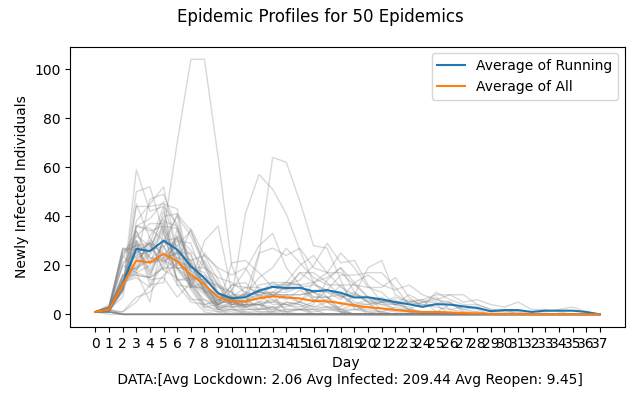 Epidemic Profiles for 50 Epidemics
Average of Running
Average of All
Newly Infected Individuals
100
80
60
40
20
0
0 1 2 3 4 5 6 7 8 9 10 11 12 13 14 15 16 17 18 19 20 21 22 23 24 25 26 27 28 29 30 31 32 33 34 35 36 37
Day
DATA:[Avg Lockdown: 2.06 Avg Infected: 209.44 Avg Reopen: 9.45]